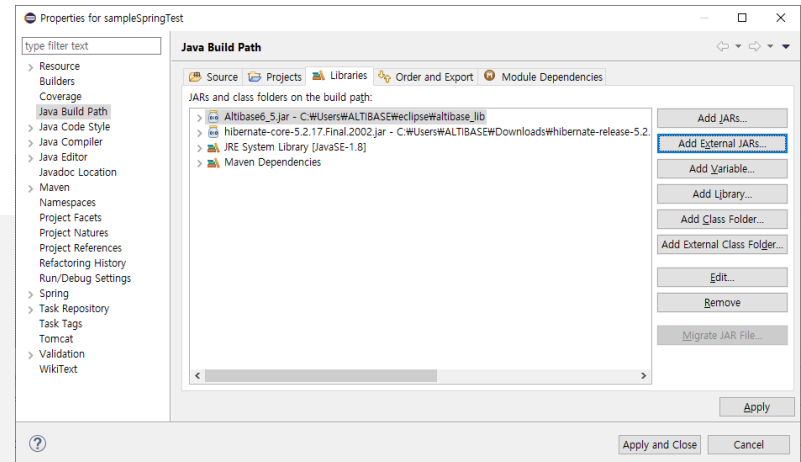 Properties for sampleSpringTest
type filter text
Java Build Path
Resource
Builders
Coverage
Java Build Path
Java Code Style
Java Compiler
Java Editor
Javadoc Location
Maven
Namespaces
Project Facets
Project Natures
Project References
Refactoring History
Run/Debug Settings
Spring
Task Repository
Task Tags
Tomcat
Validation
WikiText
Source Projects Libraries Order and Export Module Dependencies
JARs and class folders on the build path:
Altibase6_5.jar - C:₩Users₩ALTIBASE₩eclipse₩altibase_lib
hibernate-core-5.2.17.Final.2002.jar - C:₩Users₩ALTIBASE₩Downloads₩hibernate-release-5.2.
JRE System Library [JavaSE-1.8]
Maven Dependencies
Add JARs...
Add External JARs...
Add Variable...
Add Library...
Add Class Folder...
Add External Class Folder...
Edit...
Remove
Migrate JAR File...
Apply
Apply and Close
Cancel